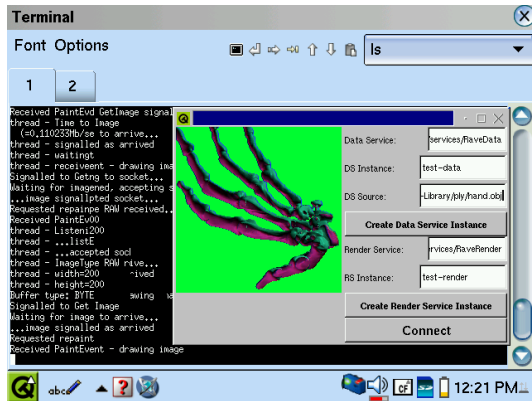 Terminal
Font Options
ls
1 2
Received PaintEvd GetImage signal
thread - Time to Image
(=0.110233Mb/se to arrive...
thread - signalled as arrived
thread - waitingt
thread - receiveent - drawing ima
Signalled to Getng to socket...
Waiting for imagened, accepting s
...image signallpted socket...
Requested repainpe RAW received..
Received PaintEv00
thread - Listeni200
thread - ...listE
thread - ...accepted socl
thread - ImageType RAW rive...
thread - width=200 rived
thread - height=200
Buffer type: BYTE awing
Signalled to Get Image
Waiting for image to arrive...
...image signalled as arrived
Requested repaint
Received PaintEvent - drawing image
Data Service: /services/RaveData
DS Instance: test-data
DS Source: -Library/ply/hand.obj
Create Data Service Instance
Render Service: rvices/RaveRender
RS Instance: test-render
Create Render Service Instance
Connect
abc
CF
12:21 PM